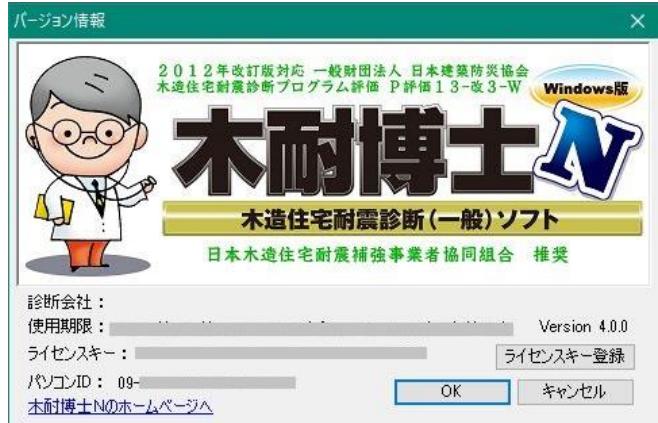 バージョン情報
2012年改訂版対応 一般財団法人 日本建築防災協会
木造住宅耐震診断プログラム評価 P評価13-改3-W
Windows版
木耐博士N
木造住宅耐震診断(一般)ソフト
日本木造住宅耐震補強事業者協同組合 推奨
診断会社:
使用期限:
Version 4.0.0
ライセンスキー:
ライセンスキー登録
パソコンID: 09-
OK
キャンセル
木耐博士Nのホームページへ